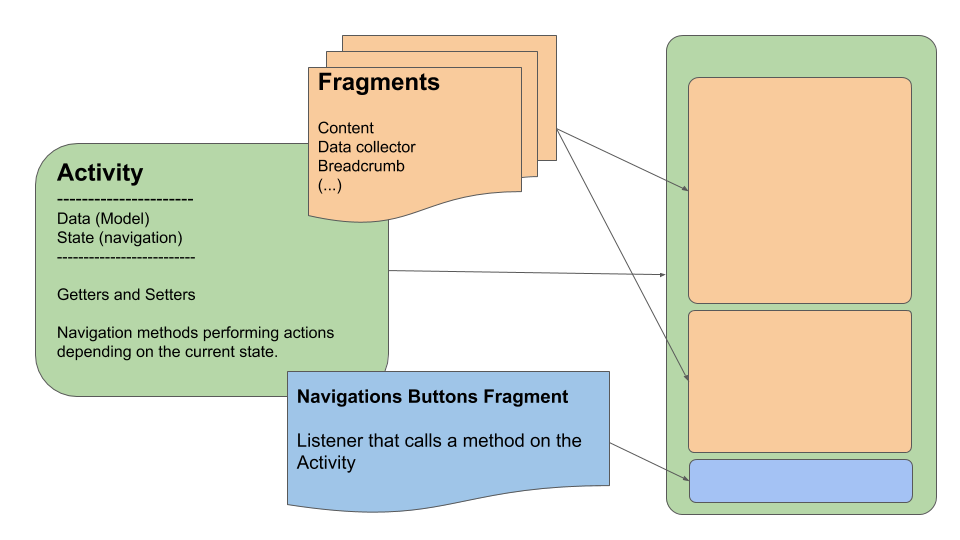 Fragments
Content
Data collector
Breadcrumb
(...)
Activity
----------------------
Data (Model)
State (navigation)
--------------------------
Getters and Setters
Navigation methods performing actions
depending on the current state.
Navigations Buttons Fragment
Listener that calls a method on the
Activity